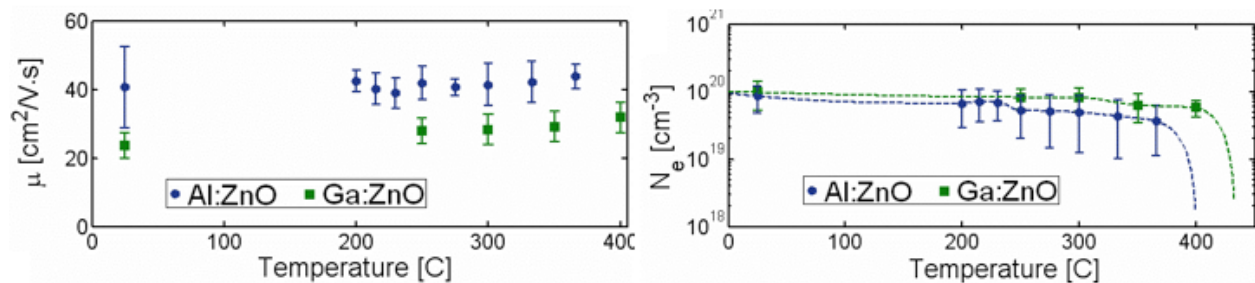 60
40
20
0
μ [cm²/V·s]
Al:ZnO Ga:ZnO
0 100 200 300 400
Temperature [C]
10²¹
10²⁰
10¹⁹
10¹⁸
Nₑ [cm⁻³]
Al:ZnO Ga:ZnO
0 100 200 300 400
Temperature [C]